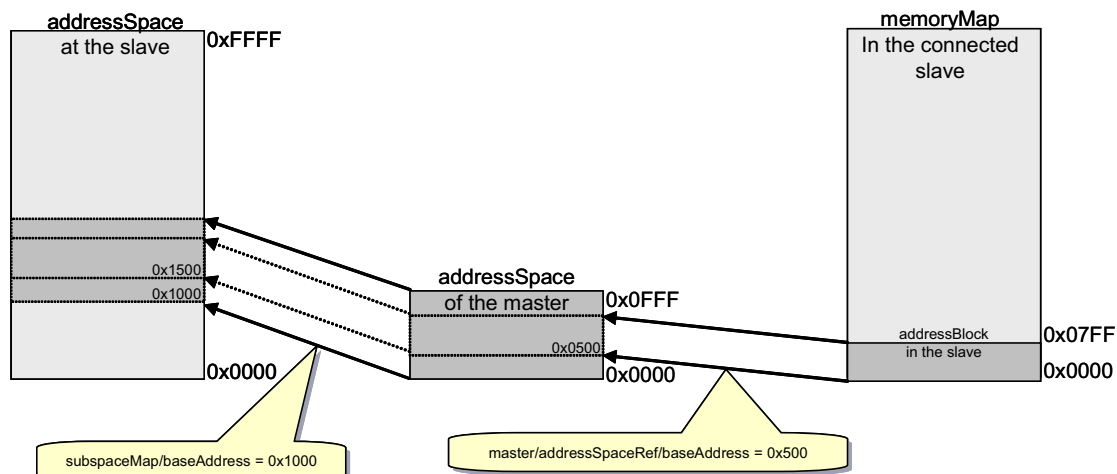 addressSpace
at the slave
0xFFFF
0x1500
0x1000
0x0000
subspaceMap/baseAddress = 0x1000
addressSpace
of the master
0x0FFF
0x0500
0x0000
master/addressSpaceRef/baseAddress = 0x500
memoryMap
In the connected
slave
addressBlock
in the slave
0x07FF
0x0000